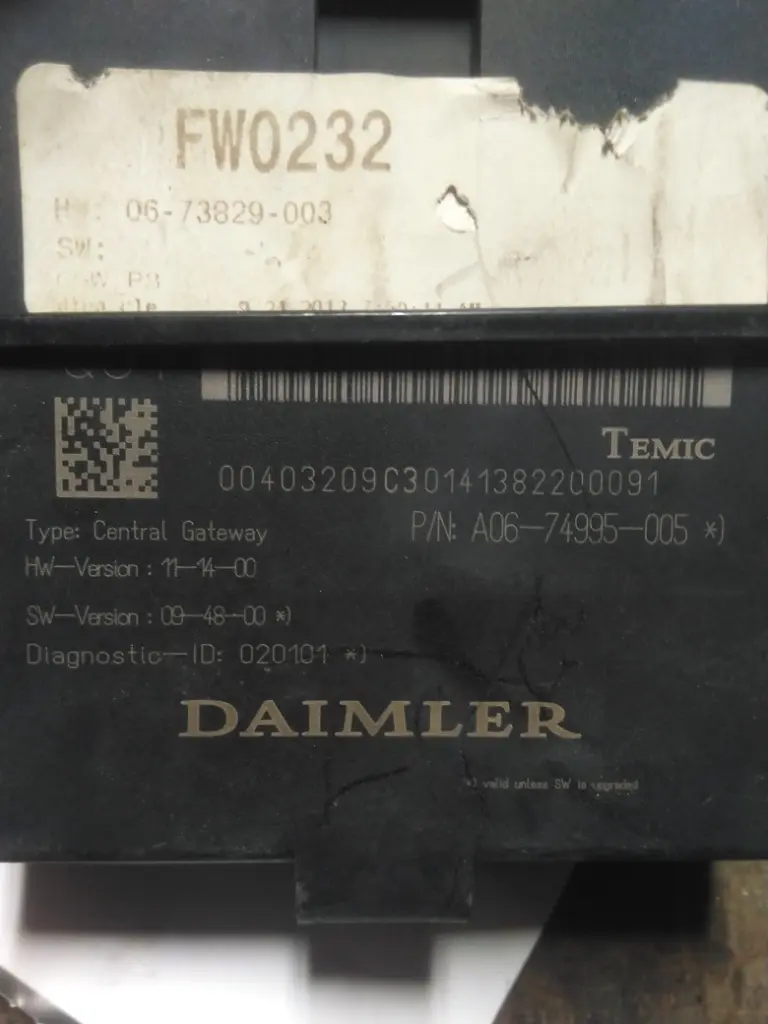 FW0232
HW: 06-73829-003
SW:
TEMIC
00403209C30141382200091
Type: Central Gateway
P/N: A06-74995-005 *)
HW-Version : 11-14-00
SW-Version : 09-48-00 *)
Diagnostic-ID: 020101 *)
DAIMLER
*) valid unless SW is upgraded